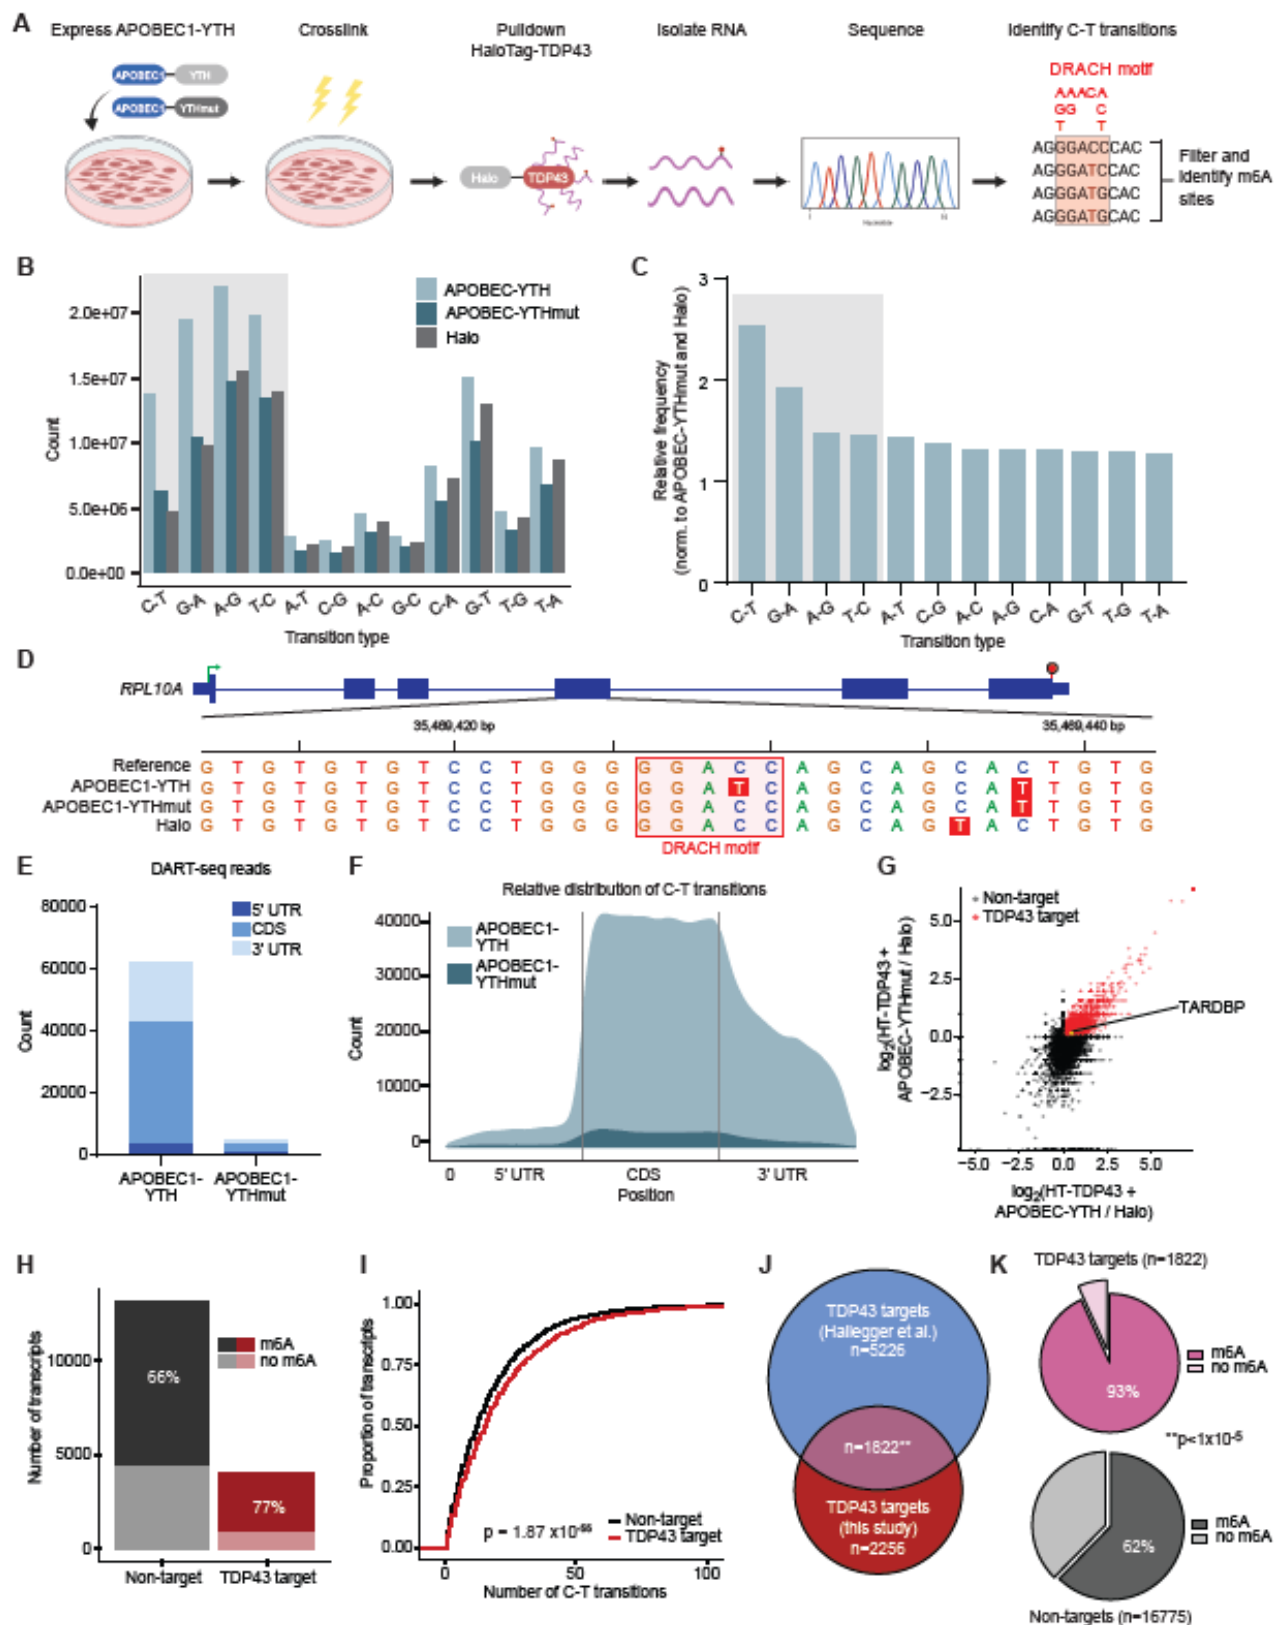 A
Express APOBEC1-YTH
Crosslink
Pulldown
HaloTag-TDP43
Isolate RNA
Sequence
Identify C-T transitions
APOBEC1 YTH
APOBEC1 YTHmut
Halo TDP43
DRACH motif
AAACA
GG C
T T
AGGGACCCAC
AGGGATCCAC
AGGGATGCAC
AGGGATGCAC
Filter and
identify m6A
sites
B
Count
2.0e+07
1.5e+07
1.0e+07
5.0e+06
0.0e+00
APOBEC-YTH
APOBEC-YTHmut
Halo
C-T G-A A-G T-C A-T C-G A-C G-C C-A G-T T-G T-A
Transition type
C
Relative frequency
(norm. to APOBEC-YTHmut and Halo)
3
2
1
0
C-T G-A A-G T-C A-T C-G A-C A-G C-A G-T T-G T-A
Transition type
D
RPL10A
35,469,420 bp 35,469,440 bp
Reference G T G T G T G T C C T G G G G G A C C A G C A G C A C T G T G
APOBEC1-YTH G T G T G T G T C C T G G G G G A T C A G C A G C A T T G T G
APOBEC1-YTHmut G T G T G T G T C C T G G G G G A C C A G C A G C A T T G T G
Halo G T G T G T G T C C T G G G G G A C C A G C A G T A C T G T G
DRACH motif
E
DART-seq reads
Count
80000
60000
40000
20000
0
5' UTR
CDS
3' UTR
APOBEC1-
YTH
APOBEC1-
YTHmut
F
Relative distribution of C-T transitions
Count
40000
30000
20000
10000
0
APOBEC1-
YTH
APOBEC1-
YTHmut
0 5' UTR CDS 3' UTR
Position
G
Non-target
TDP43 target
TARDBP
log2(HT-TDP43 +
APOBEC-YTHmut / Halo)
5.0
2.5
0.0
−2.5
−5.0 −2.5 0.0 2.5 5.0
log2(HT-TDP43 +
APOBEC-YTH / Halo)
H
Number of transcripts
10000
5000
0
m6A
no m6A
66%
77%
Non-target TDP43 target
I
Proportion of transcripts
1.00
0.75
0.50
0.25
0.00
Non-target
TDP43 target
0 50 100
Number of C-T transitions
J
TDP43 targets
(Hallegger et al.)
n=5226
n=1822**
TDP43 targets
(this study)
n=2256
K
TDP43 targets (n=1822)
m6A
no m6A
93%
**p<1x10-5
m6A
no m6A
62%
Non-targets (n=16775)